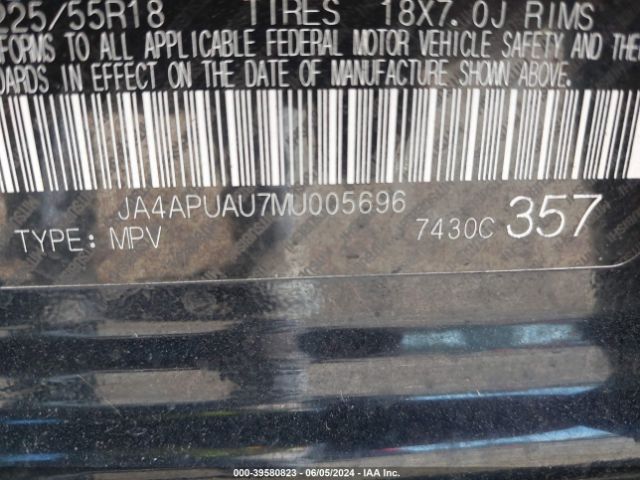 225/55R18 TIRES 18X7.0J RIMS
FORMS TO ALL APPLICABLE FEDERAL MOTOR VEHICLE SAFETY AND THE
DARDS IN EFFECT ON THE DATE OF MANUFACTURE SHOWN ABOVE.
JA4APUAU7MU005696
TYPE: MPV 7430C 357
000-39580823 - 06/05/2024 - IAA Inc.